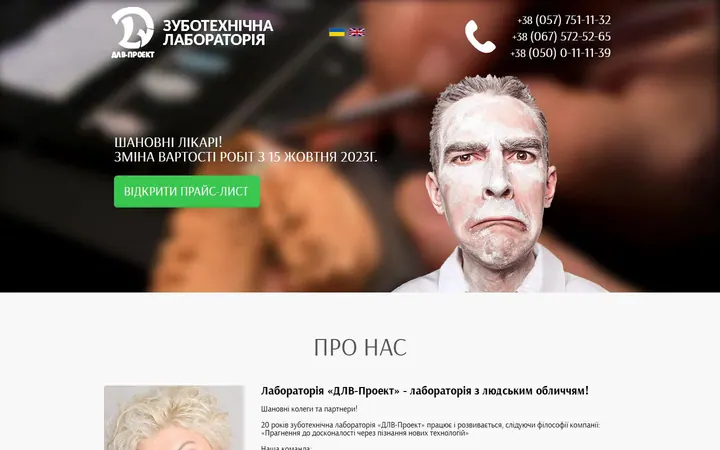 ДЛВ-ПРОЕКТ
ЗУБОТЕХНІЧНА
ЛАБОРАТОРІЯ
+38 (057) 751-11-32
+38 (067) 572-52-65
+38 (050) 0-11-11-39
ШАНОВНІ ЛІКАРІ!
ЗМІНА ВАРТОСТІ РОБІТ З 15 ЖОВТНЯ 2023Г.
ВІДКРИТИ ПРАЙС-ЛИСТ
ПРО НАС
Лабораторія «ДЛВ-Проект» - лабораторія з людським обличчям!
Шановні колеги та партнери!
20 років зуботехнічна лабораторія «ДЛВ-Проект» працює і розвивається, слідуючи філософії компанії:
«Прагнення до досконалості через пізнання нових технологій»
Наша команда: